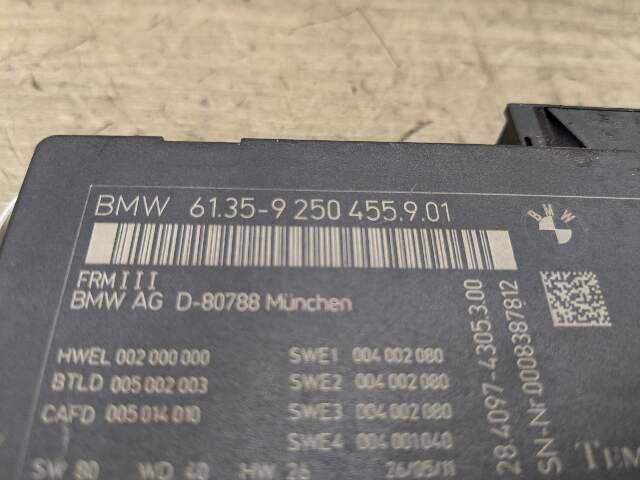 BMW 61.35-9 250 455.9.01
FRMIII
BMW AG D-80788 München
HWEL 002 000 000
BTLD 005 002 003
CAFD 005 014 010
SWE1 004 002 080
SWE2 004 002 080
SWE3 004 002 080
SWE4 004 001 040
SW 80 WD 40 HW 26 26/05/11
28.4097-4305.3.00
SN-Nr 0008387812
BMW